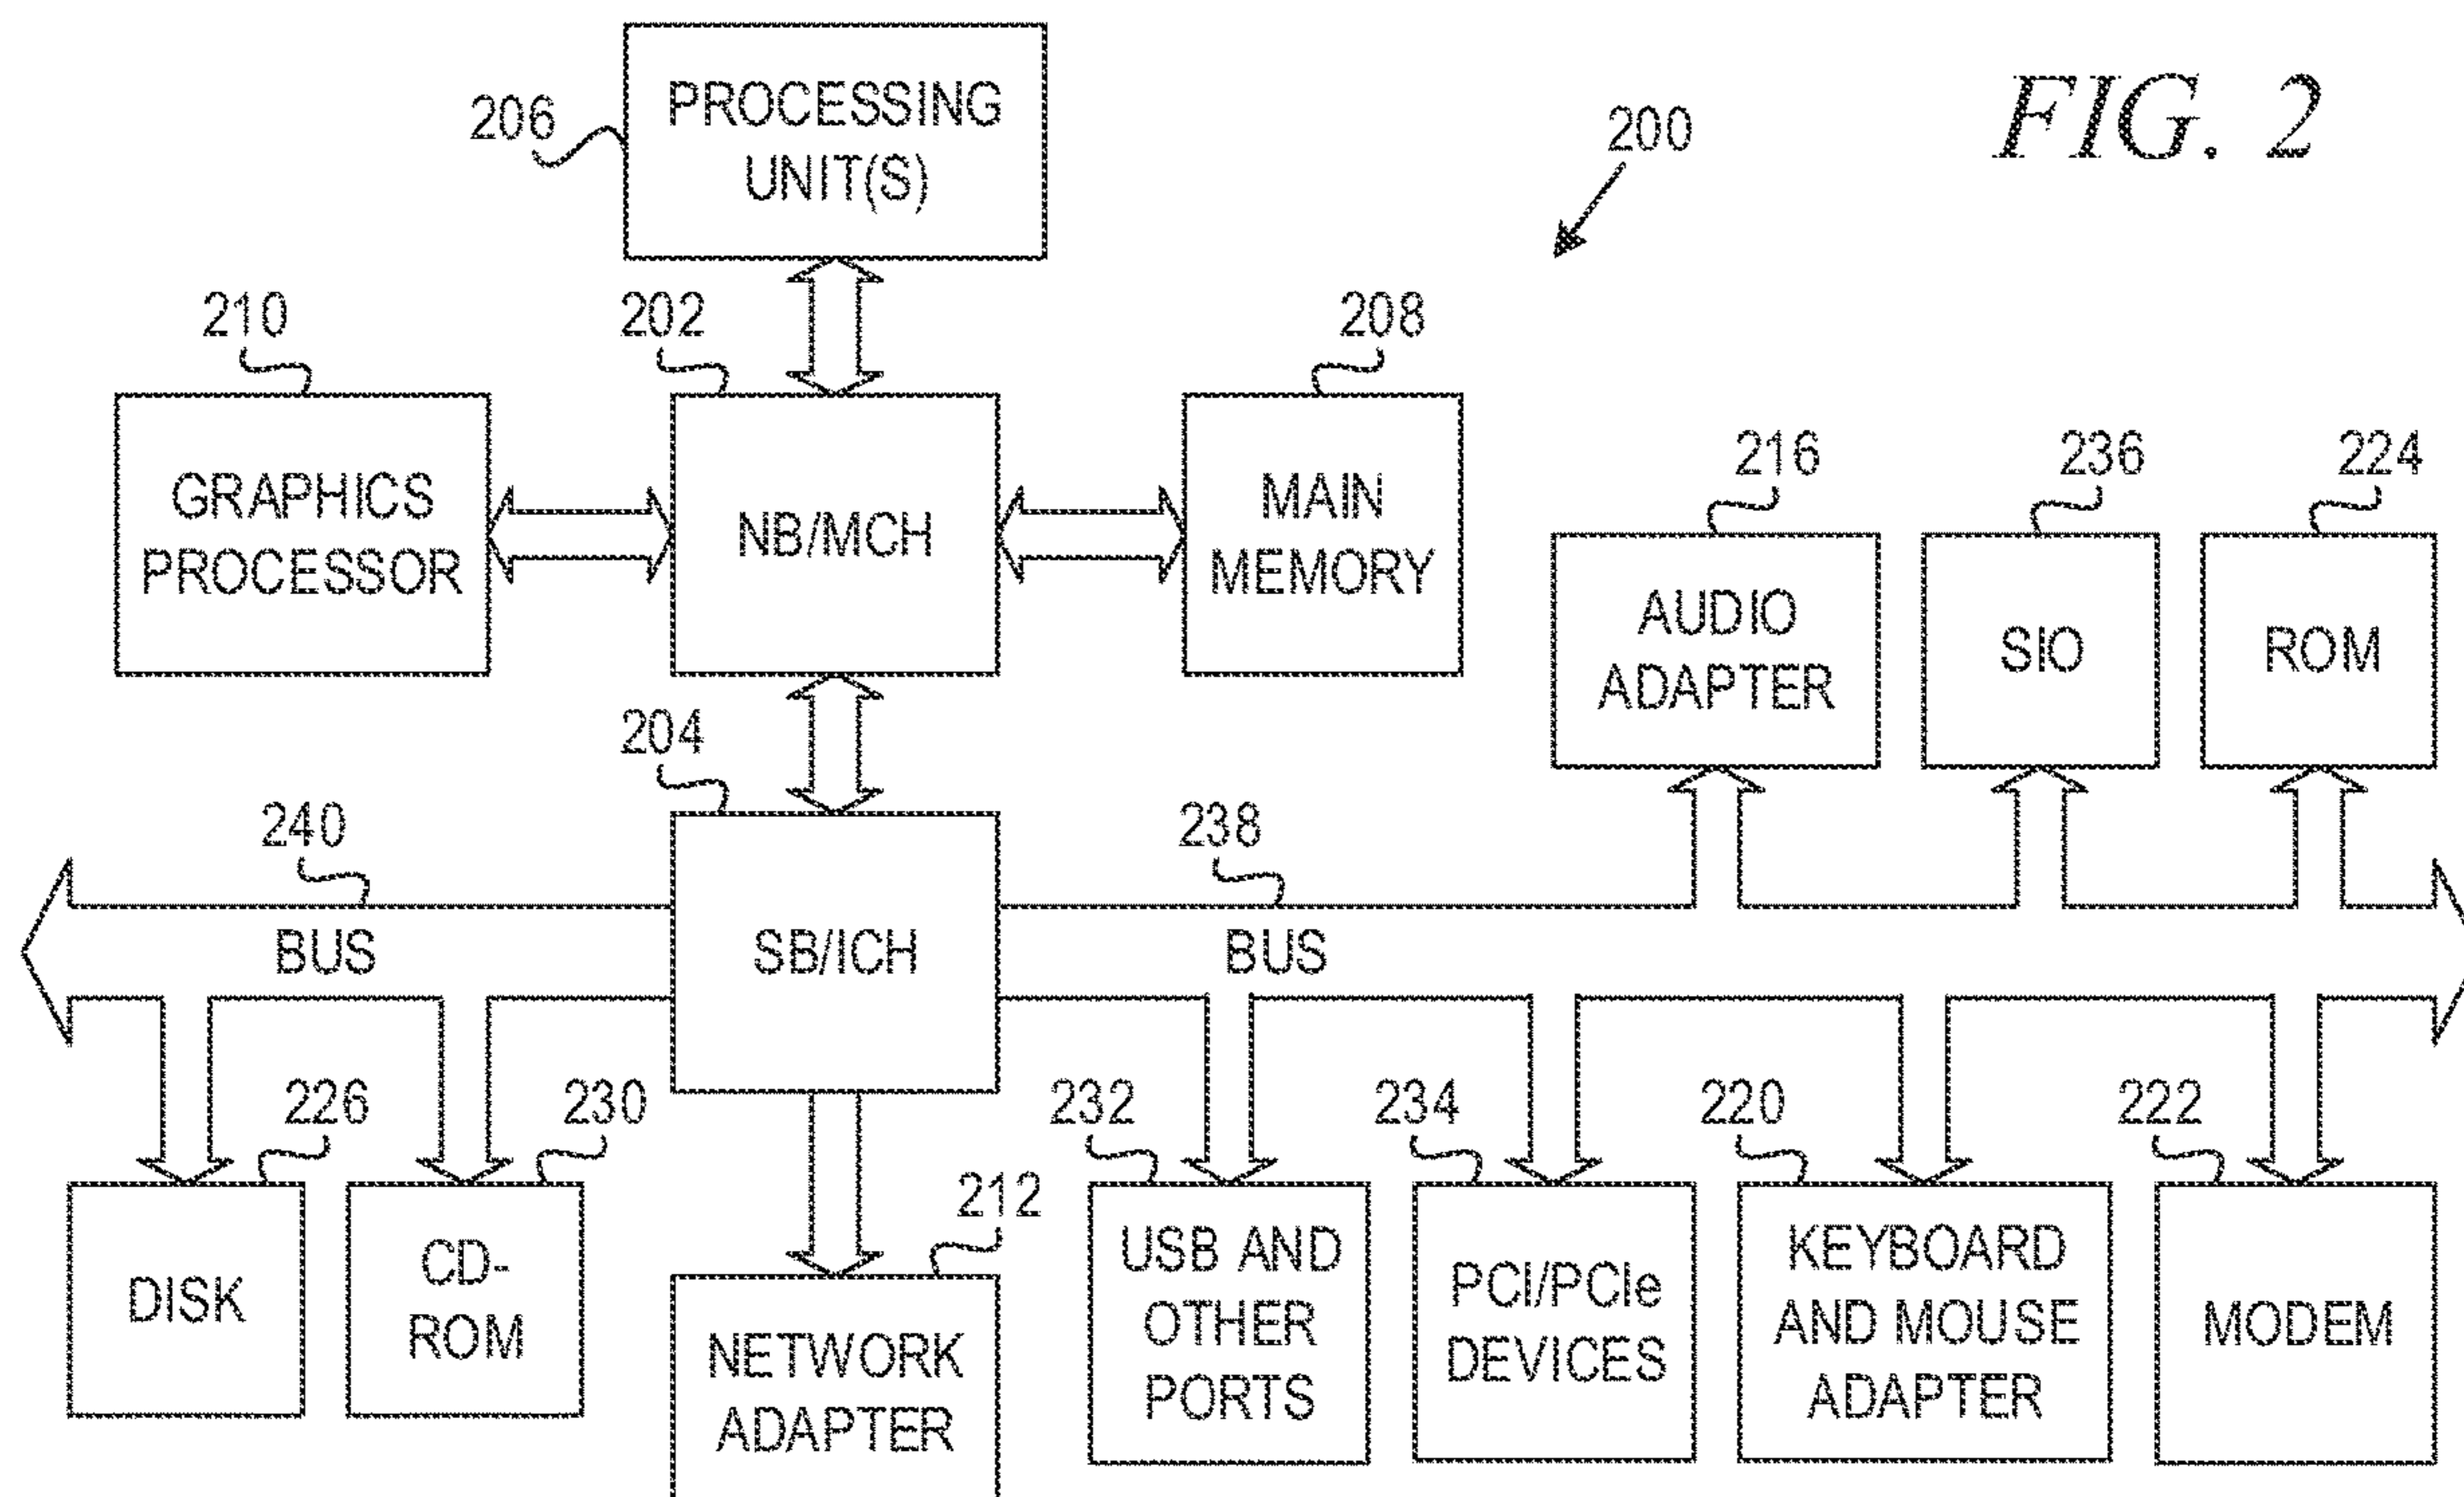 FIG. 2
200
206
PROCESSING
UNIT(S)
210
202
208
GRAPHICS
PROCESSOR
NB/MCH
MAIN
MEMORY
216
236
224
AUDIO
ADAPTER
SIO
ROM
204
240
238
BUS
SB/ICH
BUS
226
230
232
234
220
222
212
DISK
CD-
ROM
NETWORK
ADAPTER
USB AND
OTHER
PORTS
PCI/PCIe
DEVICES
KEYBOARD
AND MOUSE
ADAPTER
MODEM